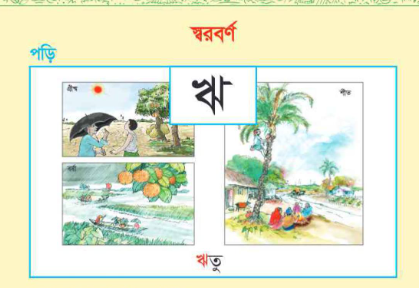 স্বরবর্ণ
পড়ি
ঋ
গ্রীষ্ম
শীত
বর্ষা
ঋতু